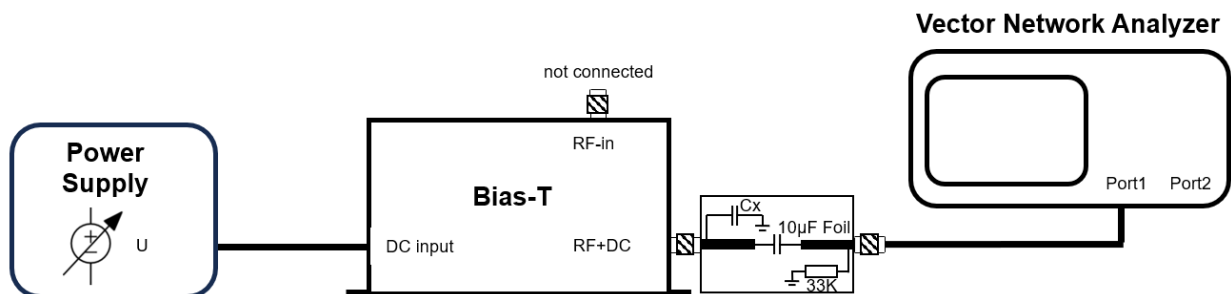 Vector Network Analyzer
not connected
Power
Supply
U
RF-in
Bias-T
DC input
RF+DC
Cx
10µF Foil
33K
Port1
Port2